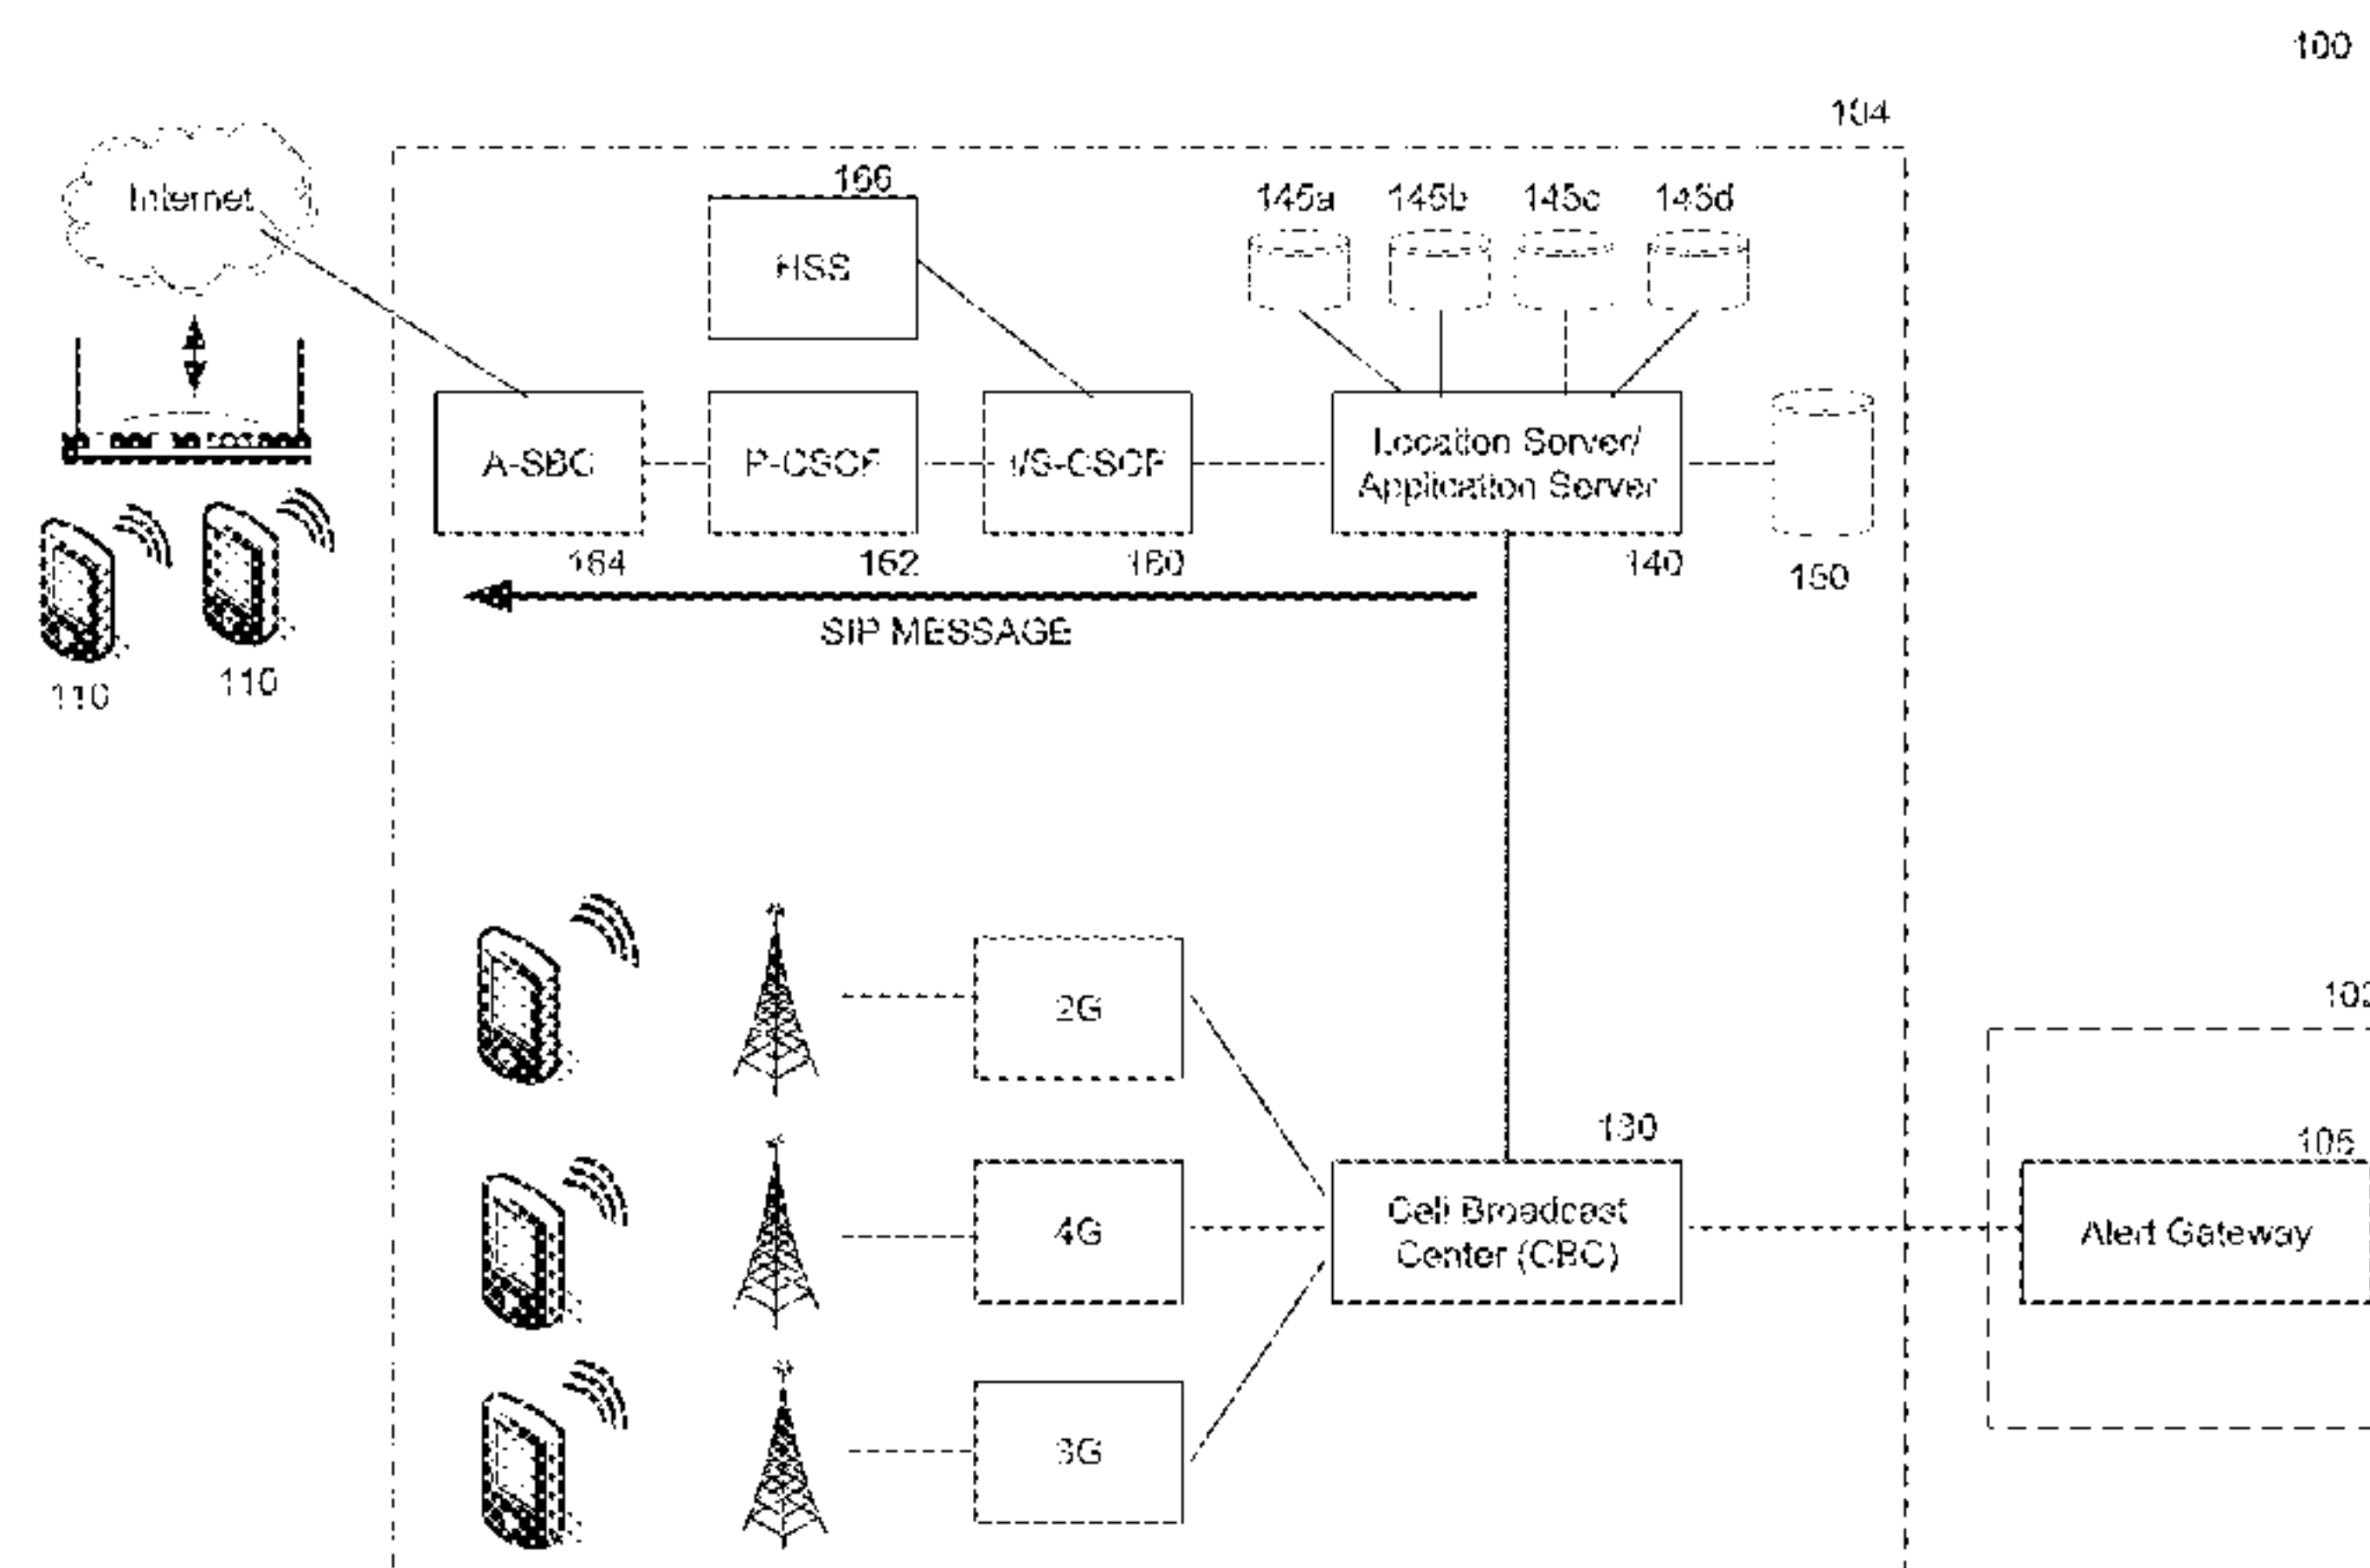 100
104
Internet
166
145a 145b 145c 145d
HSS
A-SBC
P-CSCF
I/S-CSCF
Location Server/
Application Server
164
162
160
140
150
SIP MESSAGE
110
110
2G
102
130
105
4G
Cell Broadcast
Center (CBC)
Alert Gateway
3G